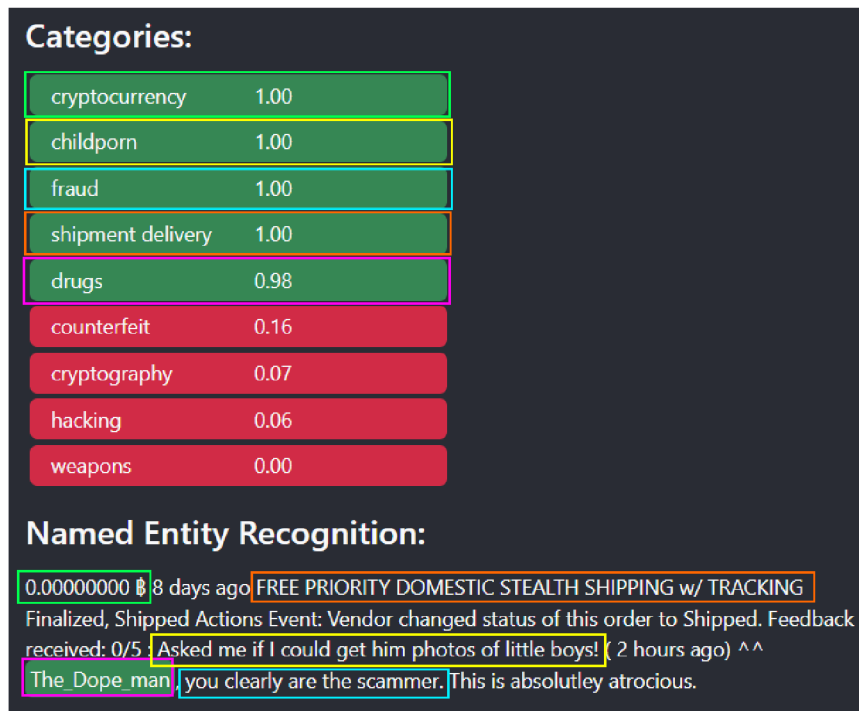 Categories:
cryptocurrency 1.00
childporn 1.00
fraud 1.00
shipment delivery 1.00
drugs 0.98
counterfeit 0.16
cryptography 0.07
hacking 0.06
weapons 0.00
Named Entity Recognition:
0.00000000 ฿ 8 days ago FREE PRIORITY DOMESTIC STEALTH SHIPPING w/ TRACKING
Finalized, Shipped Actions Event: Vendor changed status of this order to Shipped. Feedback
received: 0/5 : Asked me if I could get him photos of little boys! ( 2 hours ago) ^^
The_Dope_man , you clearly are the scammer. This is absolutley atrocious.